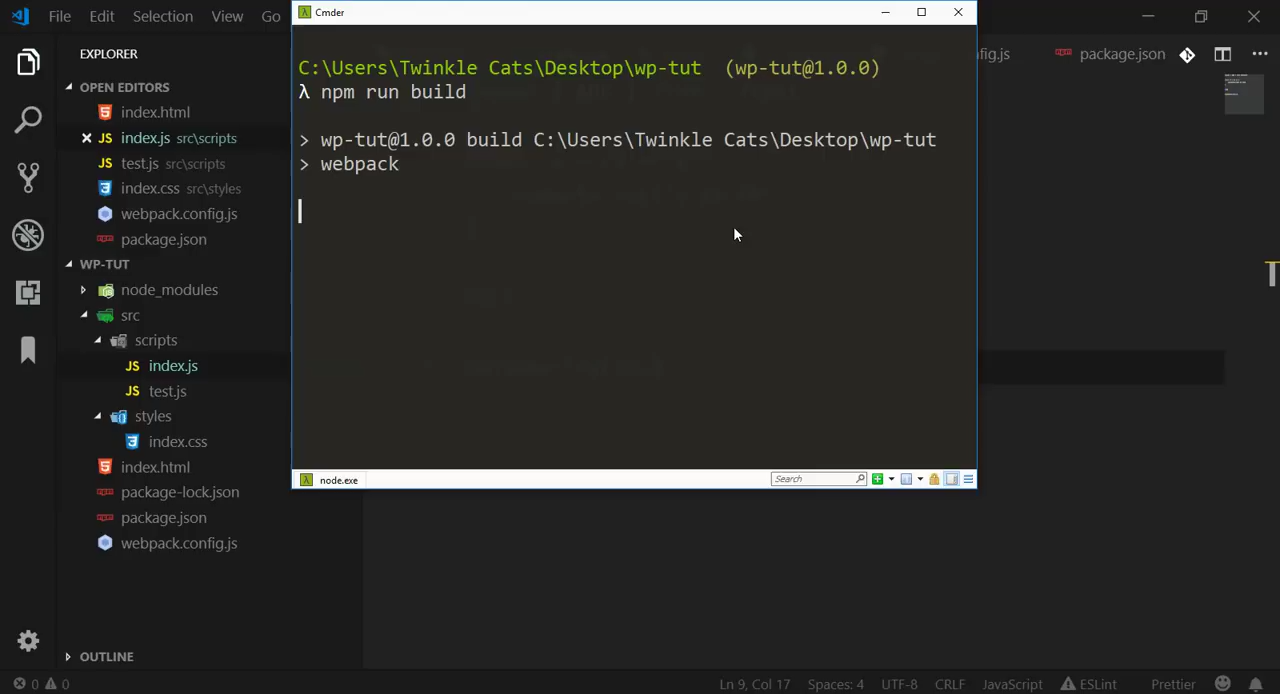 File Edit Selection View Go
Cmder
EXPLORER
OPEN EDITORS
index.html
JS index.js src\scripts
JS test.js src\scripts
index.css src\styles
webpack.config.js
package.json
WP-TUT
node_modules
src
scripts
JS index.js
JS test.js
styles
index.css
index.html
package-lock.json
package.json
webpack.config.js
OUTLINE
C:\Users\Twinkle Cats\Desktop\wp-tut (wp-tut@1.0.0)
λ npm run build
> wp-tut@1.0.0 build C:\Users\Twinkle Cats\Desktop\wp-tut
> webpack
node.exe
Search
fig.js package.json
0 0
Ln 9, Col 17 Spaces: 4 UTF-8 CRLF JavaScript ESLint Prettier